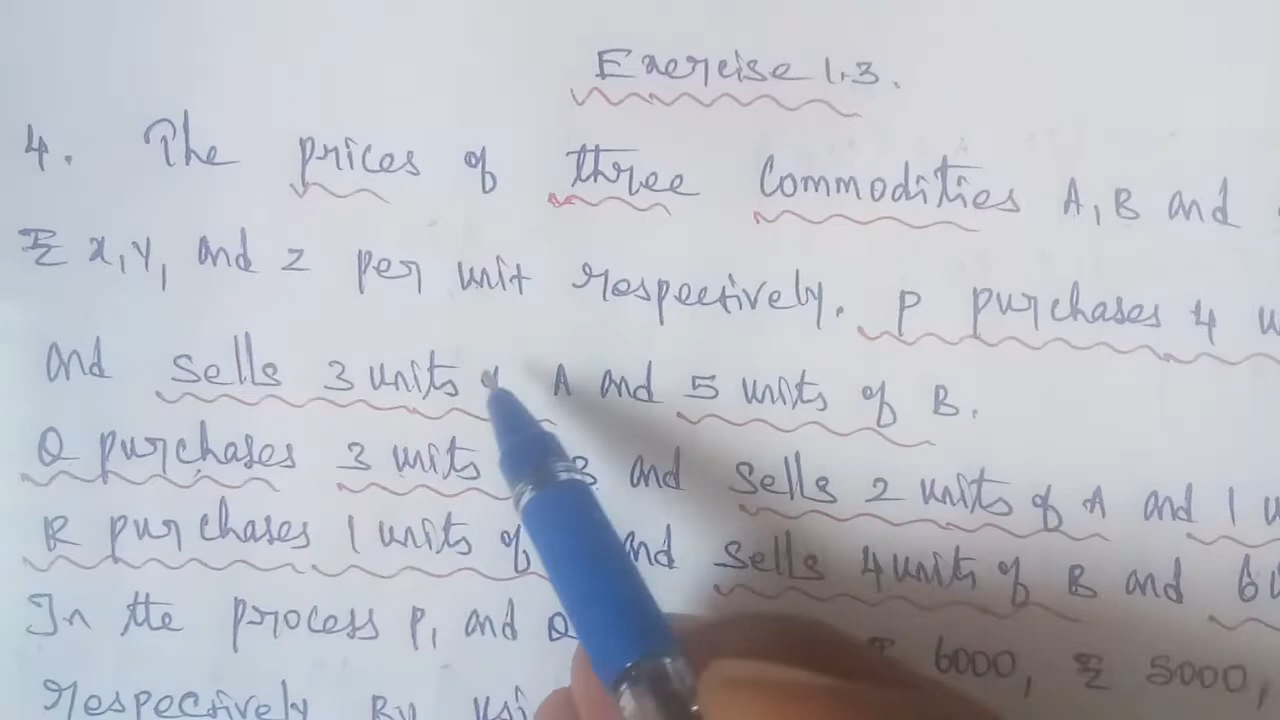 Exercise 1.3.
4. The prices of three Commodities A, B and
₹ x, y, and z per unit respectively. P purchases 4
and sells 3 units of A and 5 units of B.
Q purchases 3 units B and sells 2 units of A and 1
R purchases 1 units of and sells 4 units of B and 6
In the process P, and Q ₹ 6000, ₹ 5000,
respectively By